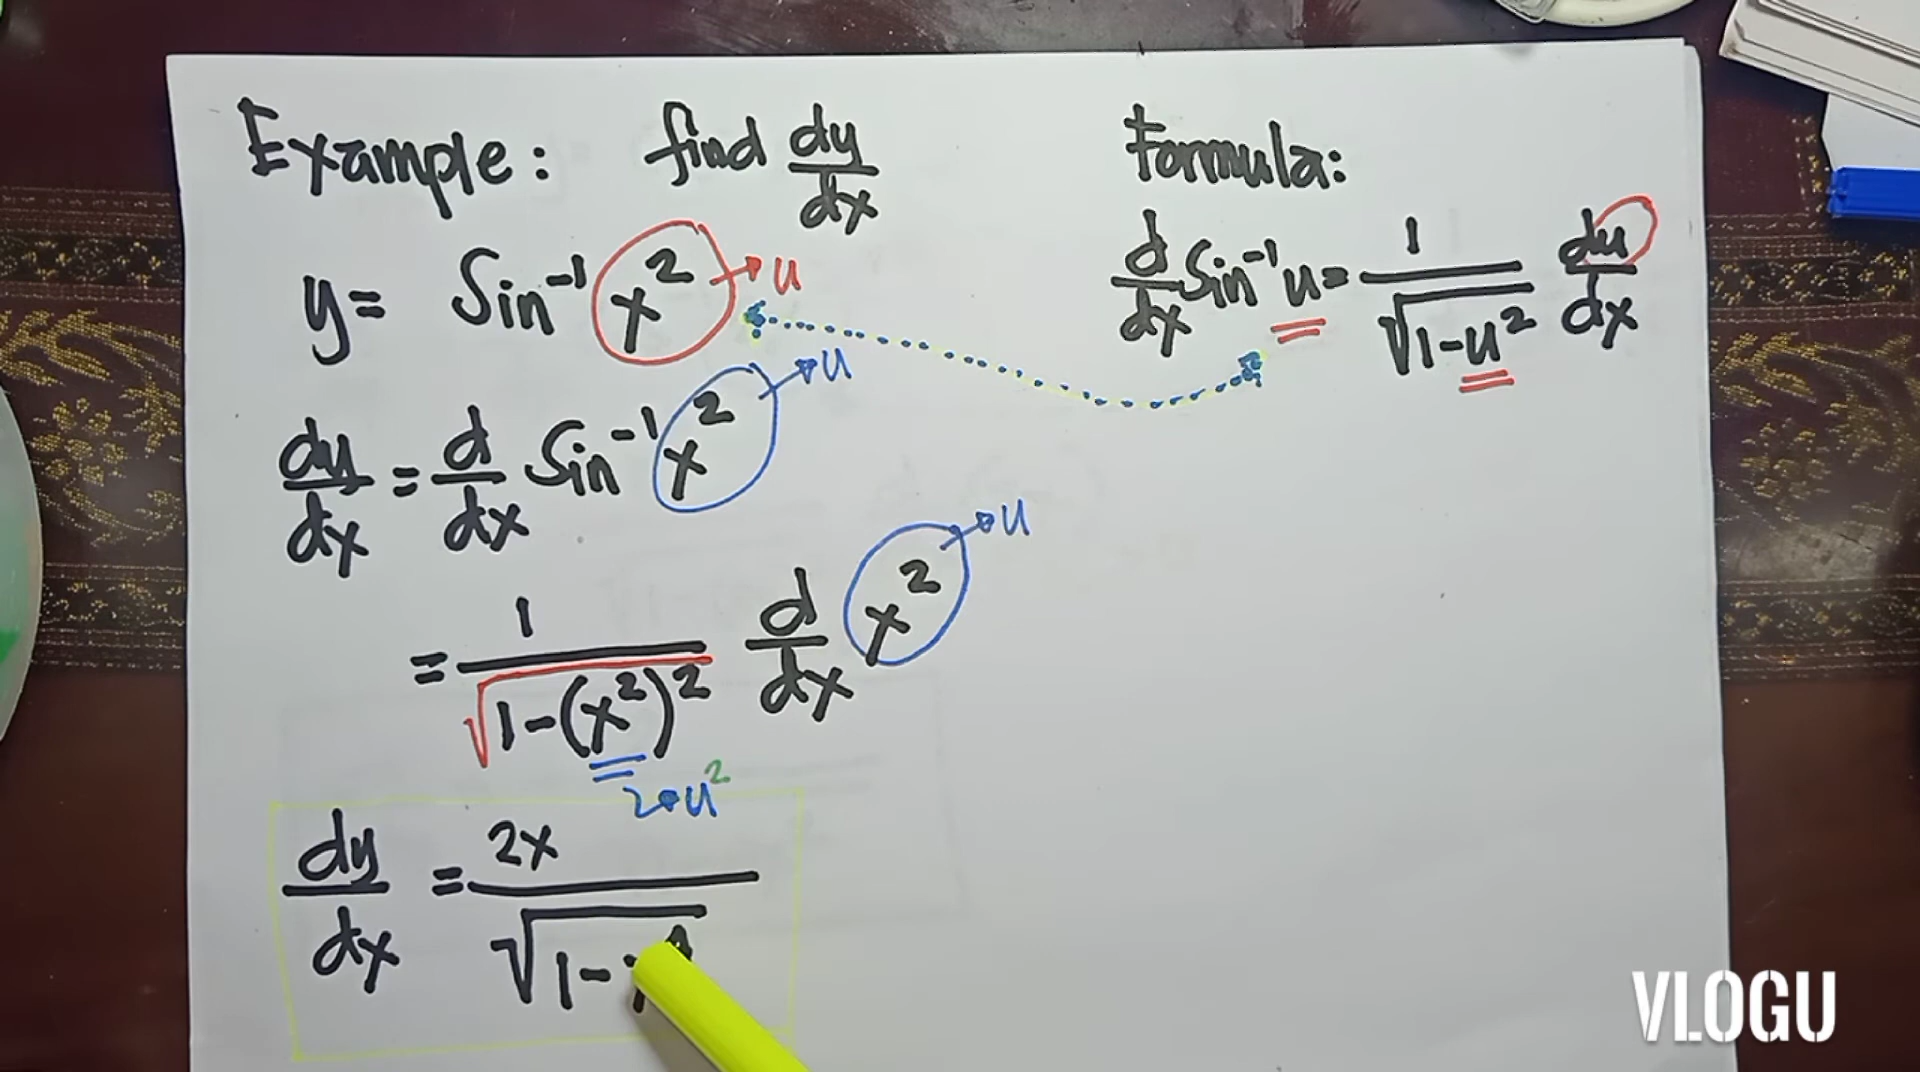 Example: find dy/dx
y = Sin⁻¹ x² → u
dy/dx = d/dx Sin⁻¹ x² → u
= 1/√(1-(x²)²) d/dx x² → u
u²
dy/dx = 2x/√(1-
Formula:
d/dx Sin⁻¹ u = 1/√(1-u²) du/dx
VLOGU